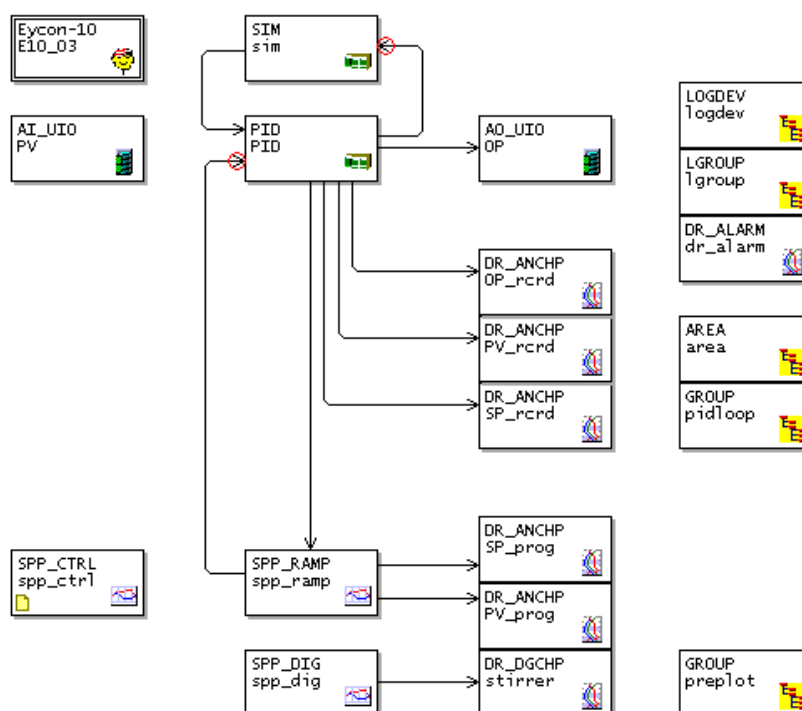 Eycon-10
E10_03
SIM
sim
AI_UIO
PV
PID
PID
AO_UIO
OP
LOGDEV
logdev
LGROUP
lgroup
DR_ALARM
dr_alarm
DR_ANCHP
OP_rcrd
DR_ANCHP
PV_rcrd
DR_ANCHP
SP_rcrd
AREA
area
GROUP
pidloop
SPP_CTRL
spp_ctrl
SPP_RAMP
spp_ramp
DR_ANCHP
SP_prog
DR_ANCHP
PV_prog
SPP_DIG
spp_dig
DR_DGCHP
stirrer
GROUP
preplot